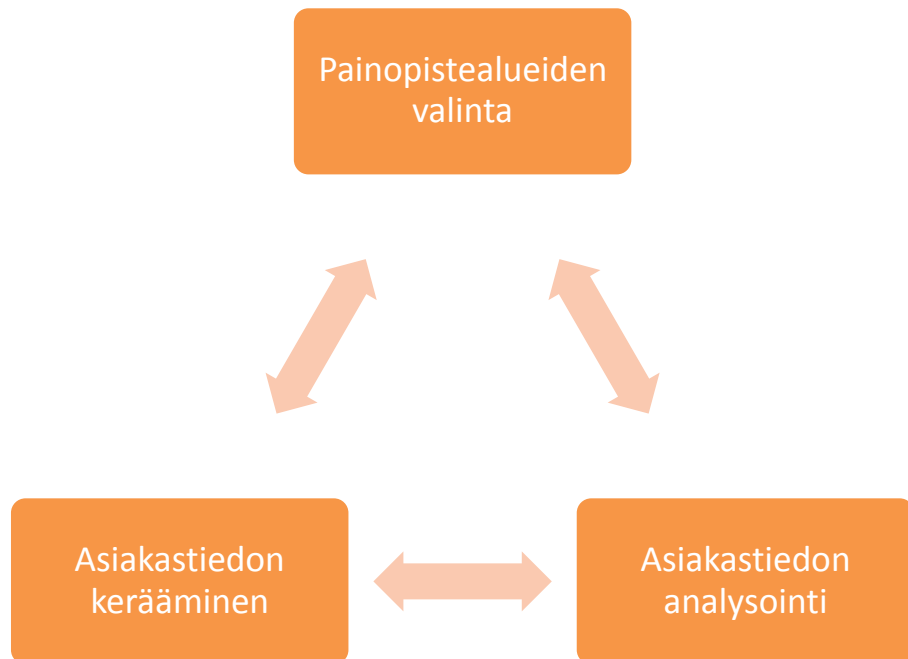 Painopistealueiden
valinta
Asiakastiedon
kerääminen
Asiakastiedon
analysointi